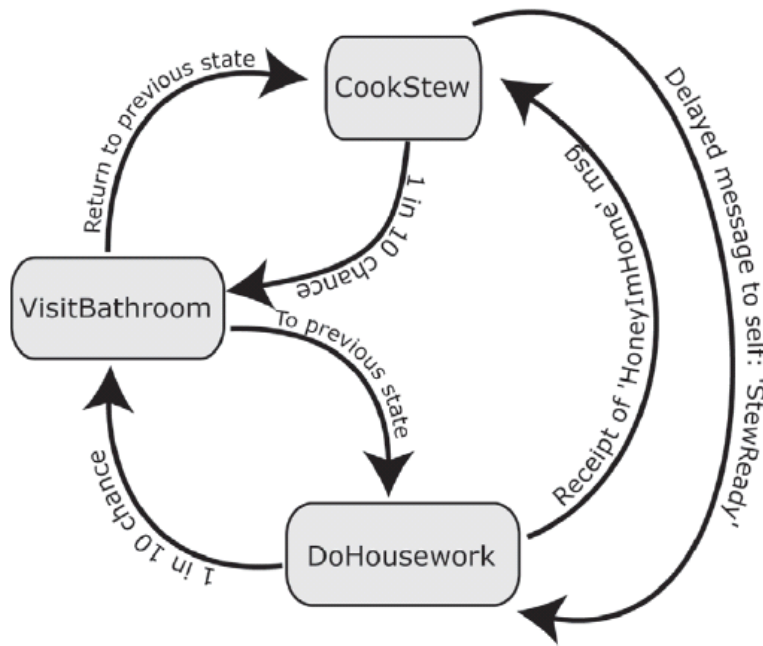 Return to previous state
CookStew
Delayed message to self: 'StewReady'
1 in 10 chance
Receipt of 'HoneyImHome' msg
VisitBathroom
To previous state
1 in 10 chance
DoHousework